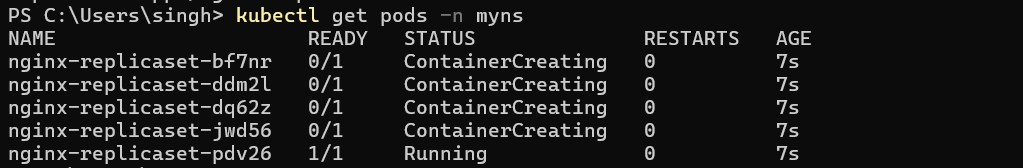 PS C:\Users\singh> kubectl get pods -n myns
NAME READY STATUS RESTARTS AGE
nginx-replicaset-bf7nr 0/1 ContainerCreating 0 7s
nginx-replicaset-ddm2l 0/1 ContainerCreating 0 7s
nginx-replicaset-dq62z 0/1 ContainerCreating 0 7s
nginx-replicaset-jwd56 0/1 ContainerCreating 0 7s
nginx-replicaset-pdv26 1/1 Running 0 7s